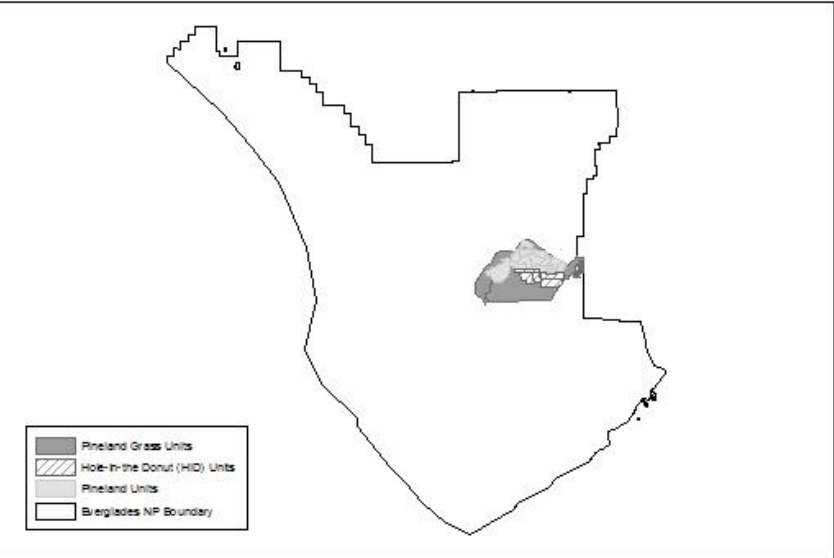 Pineland Grass Units
Hole-in-the Donut (HID) Units
Pineland Units
Everglades NP Boundary